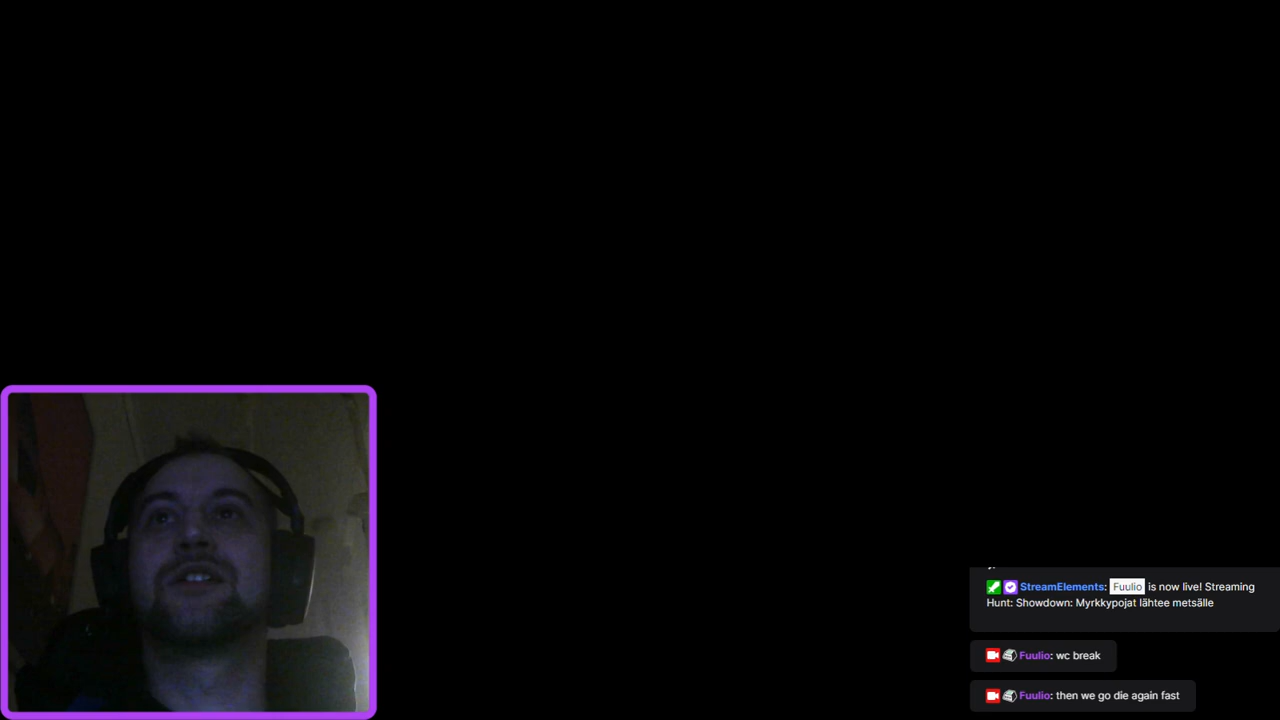 StreamElements: Fuulio is now live! Streaming
Hunt: Showdown: Myrkkypojat lähtee metsälle
Fuulio: wc break
Fuulio: then we go die again fast